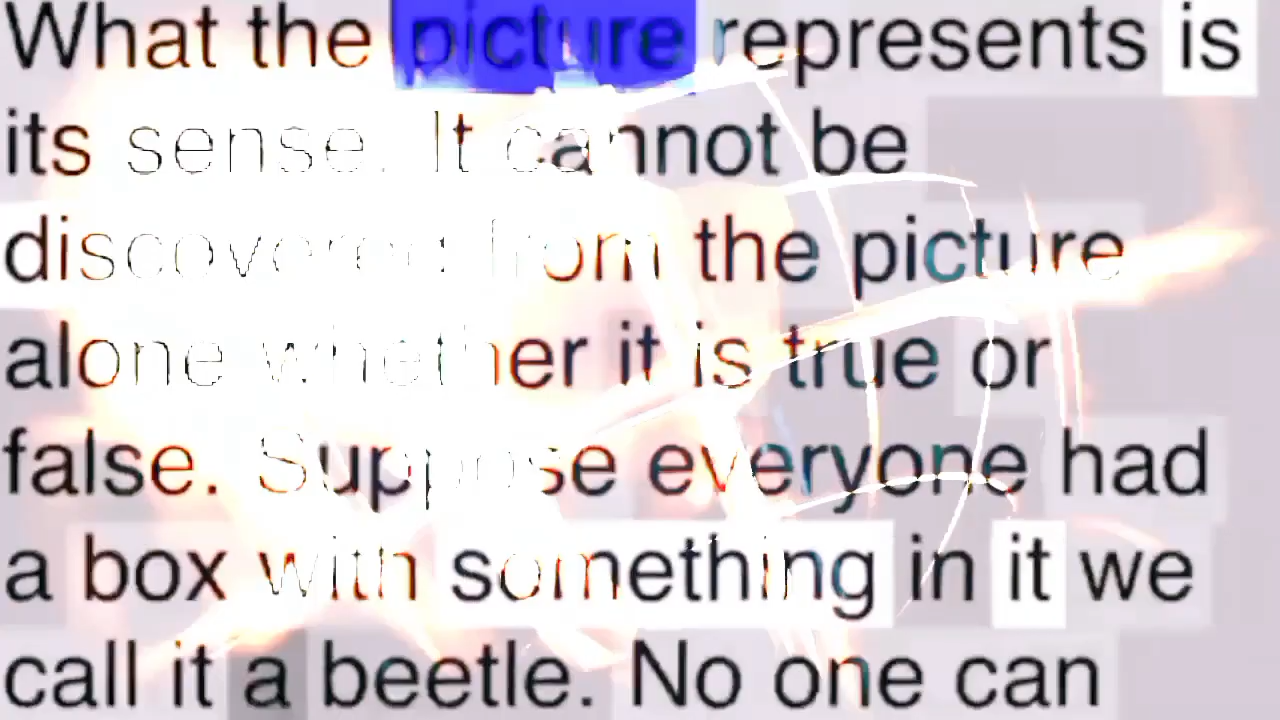 What the picture represents is
its sense. It cannot be
discovered from the picture
alone whether it is true or
false. Suppose everyone had
a box with something in it we
call it a beetle. No one can